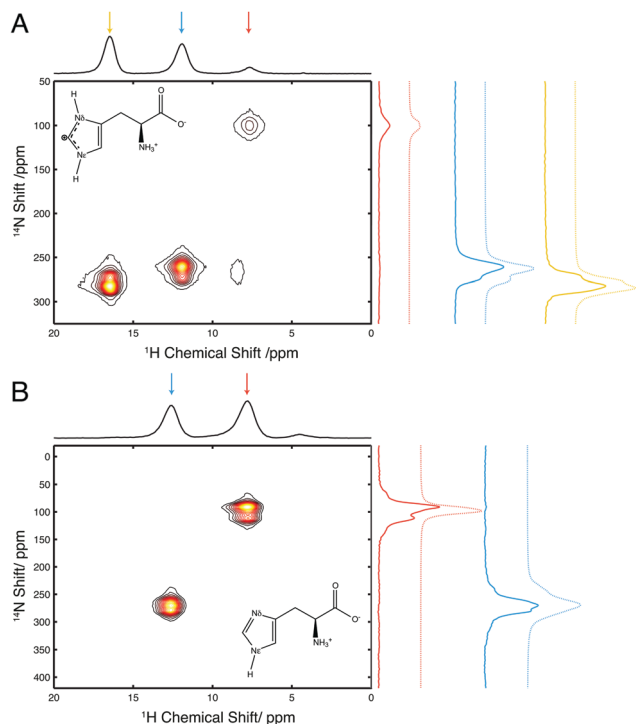 A
50
100
150
200
250
300
¹⁴N Shift /ppm
H
Nδ
⊕
Nε
H
O
O⁻
NH₃⁺
20 15 10 5 0
¹H Chemical Shift /ppm
B
0
50
100
150
200
250
300
350
400
¹⁴N Shift/ ppm
Nδ
Nε
H
O
O⁻
NH₃⁺
20 15 10 5 0
¹H Chemical Shift/ ppm